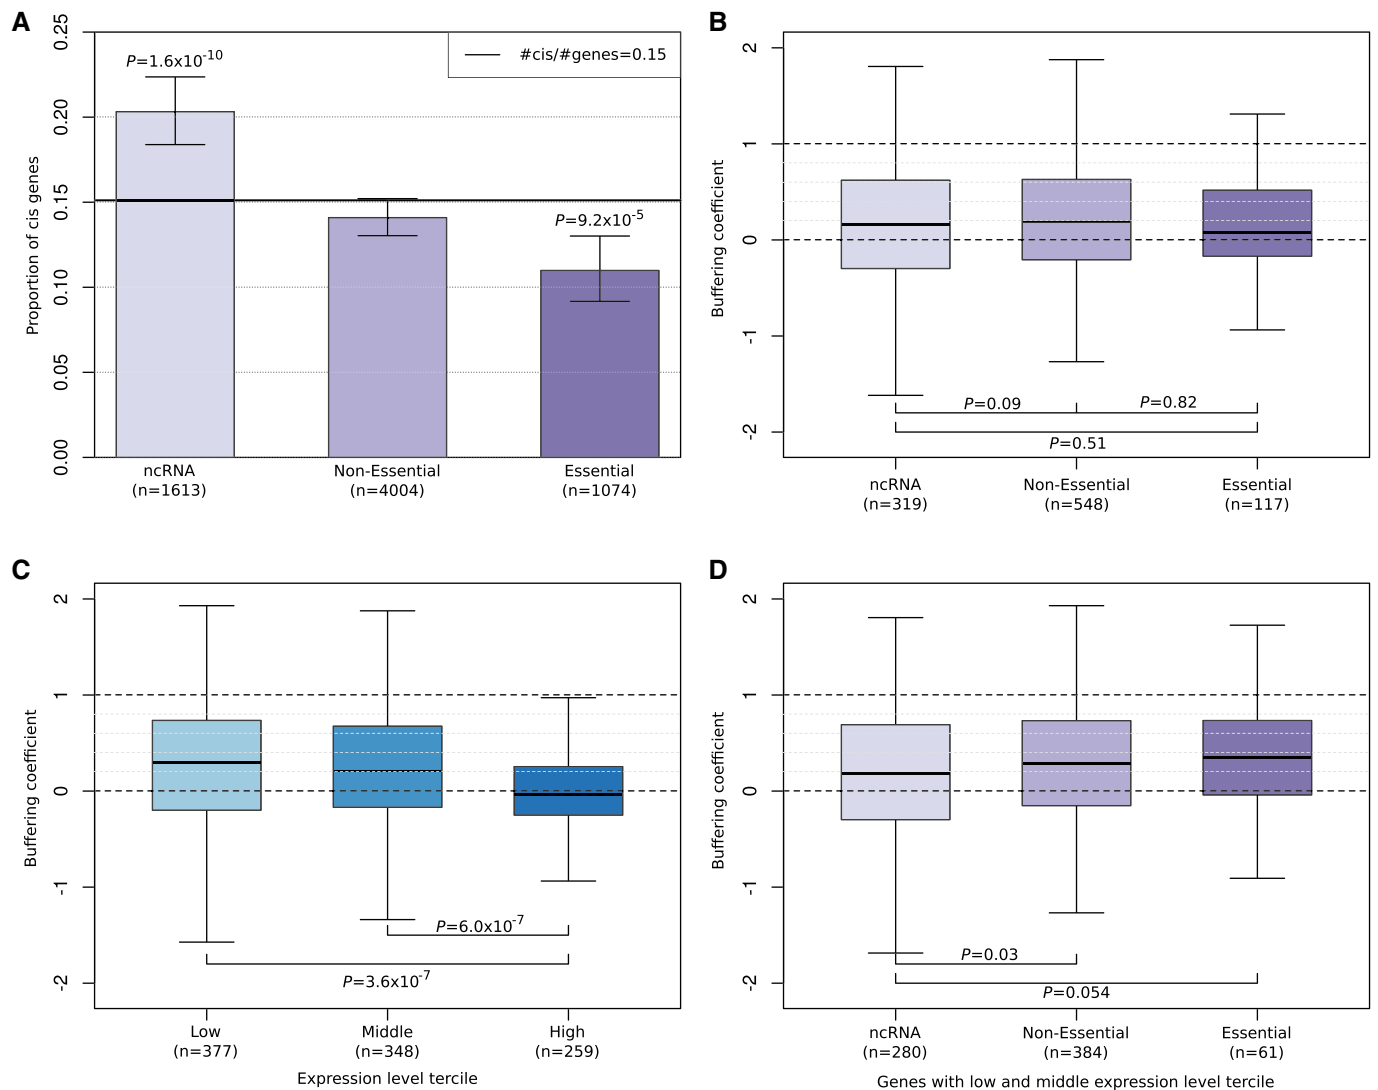 A
0.25
0.20
0.15
0.10
0.05
0.00
Proportion of cis genes
#cis/#genes=0.15
P=1.6x10-10
P=9.2x10-5
ncRNA
(n=1613)
Non-Essential
(n=4004)
Essential
(n=1074)
B
2
1
0
-1
-2
Buffering coefficient
P=0.09
P=0.82
P=0.51
ncRNA
(n=319)
Non-Essential
(n=548)
Essential
(n=117)
C
2
1
0
-1
-2
Buffering coefficient
P=6.0x10-7
P=3.6x10-7
Low
(n=377)
Middle
(n=348)
High
(n=259)
Expression level tercile
D
2
1
0
-1
-2
Buffering coefficient
P=0.03
P=0.054
ncRNA
(n=280)
Non-Essential
(n=384)
Essential
(n=61)
Genes with low and middle expression level tercile